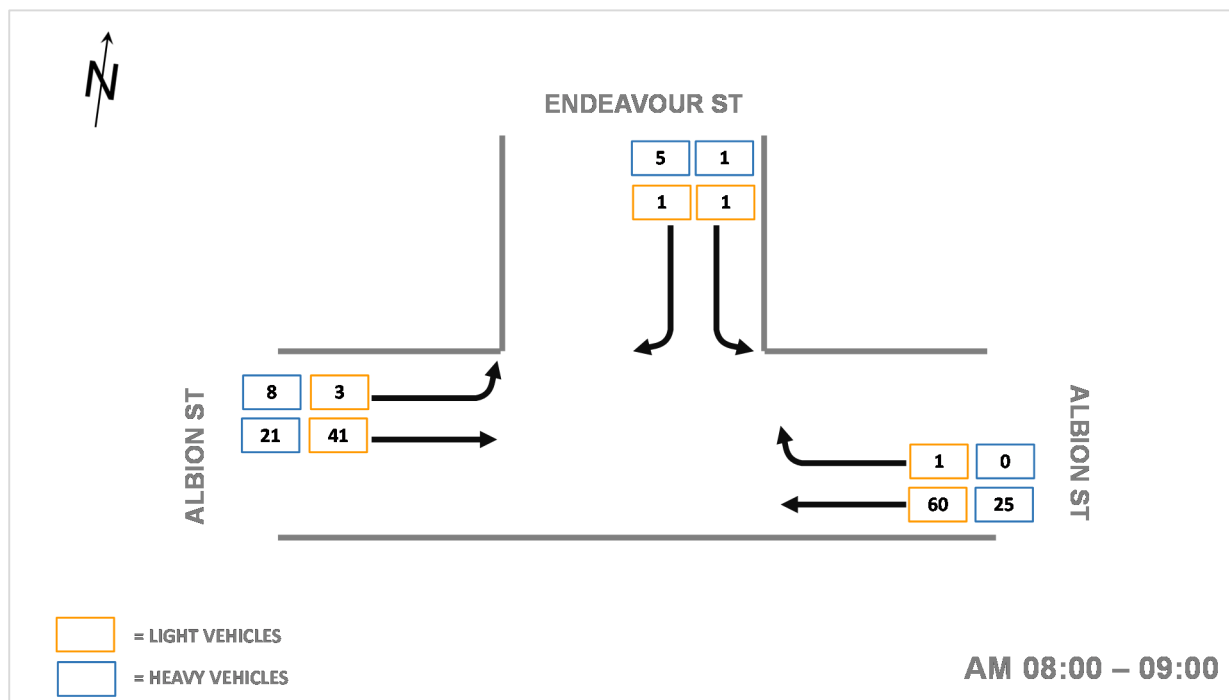 N
ENDEAVOUR ST
5 1
1 1
ALBION ST
8 3
21 41
1 0
60 25
ALBION ST
= LIGHT VEHICLES
= HEAVY VEHICLES
AM 08:00 – 09:00